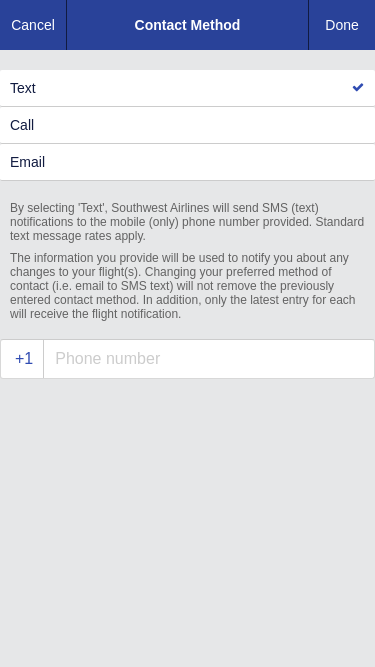 Cancel
Contact Method
Done
Text
Call
Email
By selecting 'Text', Southwest Airlines will send SMS (text)
notifications to the mobile (only) phone number provided. Standard
text message rates apply.
The information you provide will be used to notify you about any
changes to your flight(s). Changing your preferred method of
contact (i.e. email to SMS text) will not remove the previously
entered contact method. In addition, only the latest entry for each
will receive the flight notification.
+1 Phone number